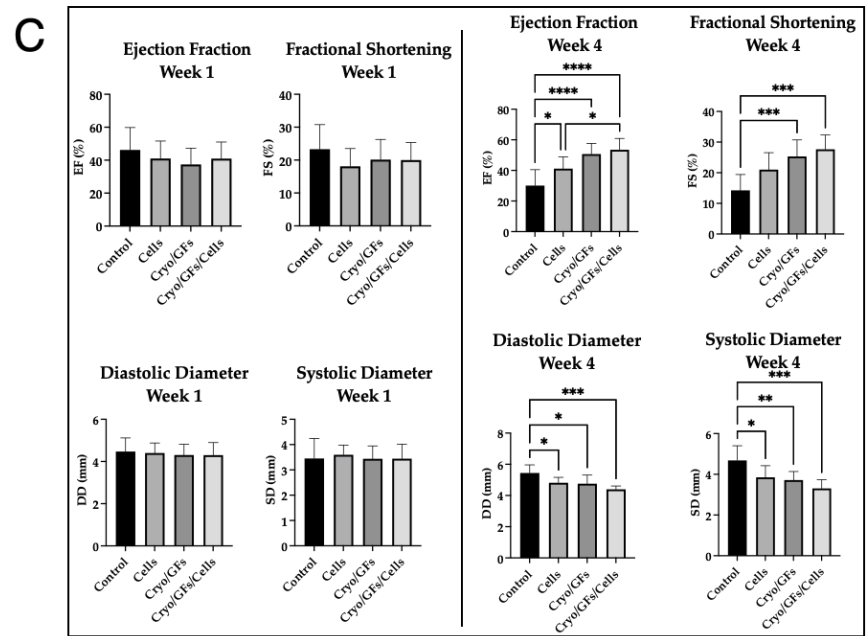 C
Ejection Fraction
Week 1
EF (%)
80
60
40
20
0
Control
Cells
Cryo/GFs
Cryo/GFs/Cells
Fractional Shortening
Week 1
FS (%)
40
30
20
10
0
Control
Cells
Cryo/GFs
Cryo/GFs/Cells
Ejection Fraction
Week 4
****
****
*
*
EF (%)
80
60
40
20
0
Control
Cells
Cryo/GFs
Cryo/GFs/Cells
Fractional Shortening
Week 4
***
***
FS (%)
40
30
20
10
0
Control
Cells
Cryo/GFs
Cryo/GFs/Cells
Diastolic Diameter
Week 1
DD (mm)
6
4
2
0
Control
Cells
Cryo/GFs
Cryo/GFs/Cells
Systolic Diameter
Week 1
SD (mm)
5
4
3
2
1
0
Control
Cells
Cryo/GFs
Cryo/GFs/Cells
Diastolic Diameter
Week 4
***
*
*
DD (mm)
8
6
4
2
0
Control
Cells
Cryo/GFs
Cryo/GFs/Cells
Systolic Diameter
Week 4
***
**
*
SD (mm)
6
4
2
0
Control
Cells
Cryo/GFs
Cryo/GFs/Cells